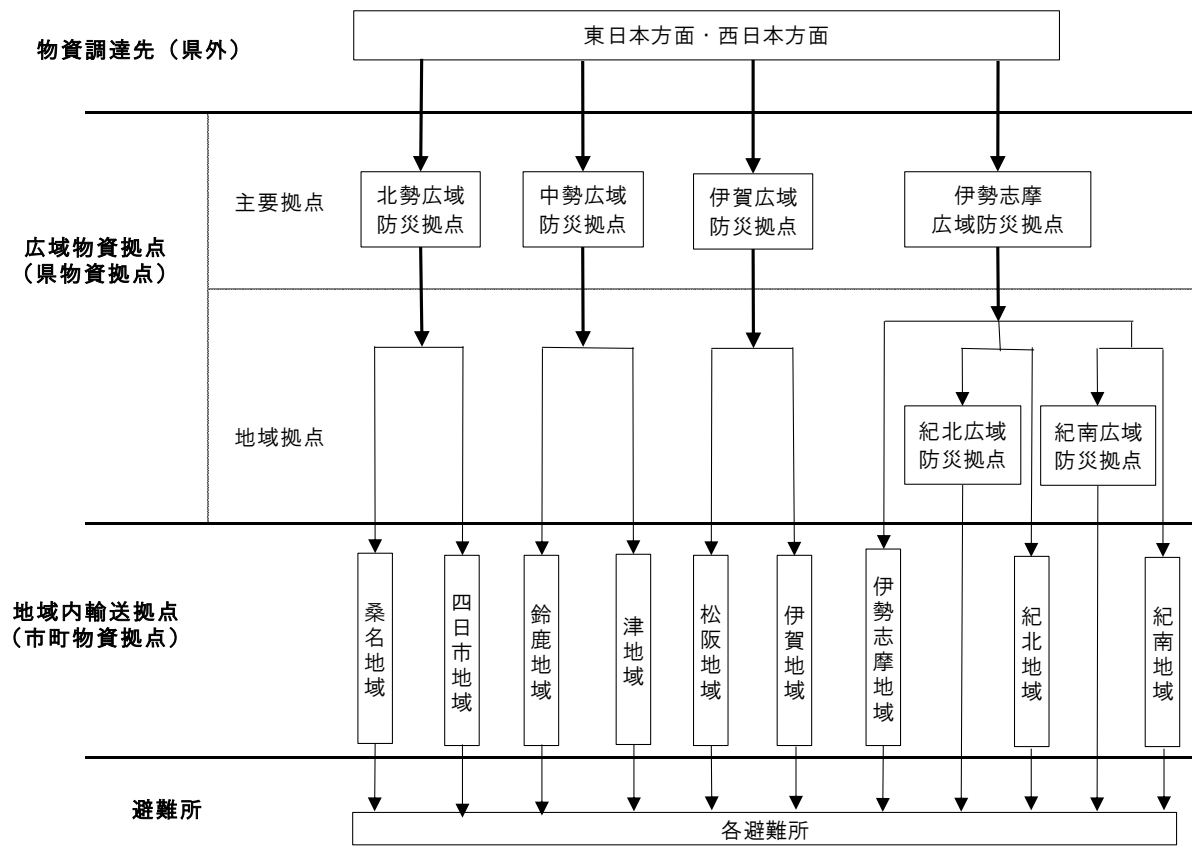 物資調達先（県外）
東日本方面・西日本方面
広域物資拠点
（県物資拠点）
主要拠点
北勢広域
防災拠点
中勢広域
防災拠点
伊賀広域
防災拠点
伊勢志摩
広域防災拠点
地域拠点
紀北広域
防災拠点
紀南広域
防災拠点
地域内輸送拠点
（市町物資拠点）
桑名地域
四日市地域
鈴鹿地域
津地域
松阪地域
伊賀地域
伊勢志摩地域
紀北地域
紀南地域
避難所
各避難所